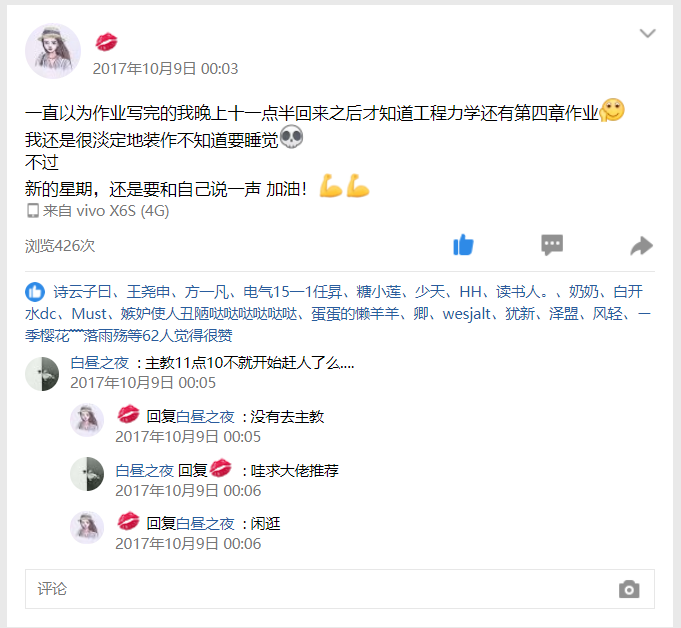 2017年10月9日 00:03
一直以为作业写完的我晚上十一点半回来之后才知道工程力学还有第四章作业
我还是很淡定地装作不知道要睡觉
不过
新的星期，还是要和自己说一声 加油！
来自 vivo X6S (4G)
浏览426次
诗云子曰、王尧申、方一凡、电气15一1任昇、糖小莲、少天、HH、读书人。、奶奶、白开
水dc、Must、嫉妒使人丑陋哒哒哒哒哒哒、蛋蛋的懒羊羊、卿、wesjalt、犹新、泽盟、风轻、一
季樱花灬落雨殇等62人觉得很赞
白昼之夜 : 主教11点10不就开始赶人了么....
2017年10月9日 00:05
回复白昼之夜 : 没有去主教
2017年10月9日 00:05
白昼之夜 回复 : 哇求大佬推荐
2017年10月9日 00:06
回复白昼之夜 : 闲逛
2017年10月9日 00:06
评论